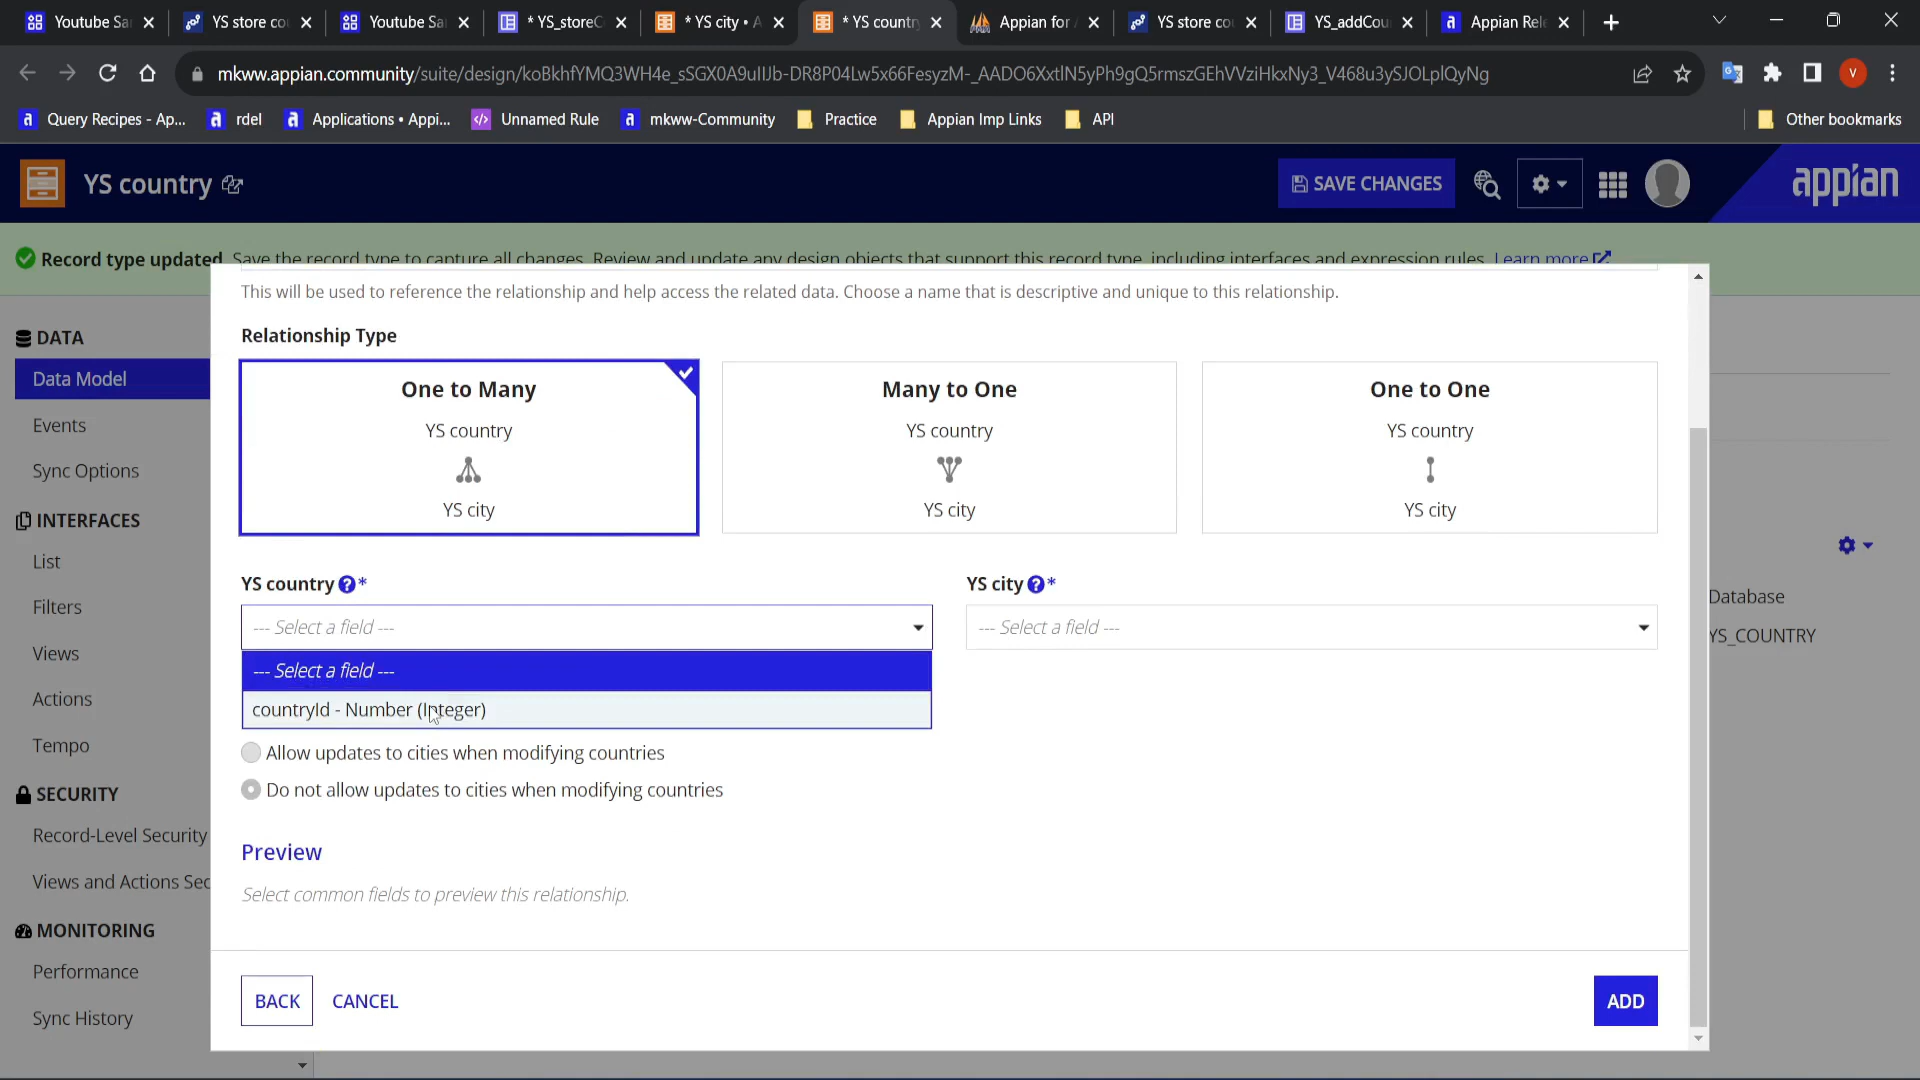 Youtube Sa
YS store co
Youtube Sa
* YS_storeC
* YS city • A
* YS country
Appian for
YS store co
YS_addCou
Appian Rel
mkww.appian.community/suite/design/
Query Recipes - Ap...
rdel
Applications • Appi...
Unnamed Rule
mkww-Community
Practice
Appian Imp Links
API
Other bookmarks
YS country
SAVE CHANGES
appian
Record type updated Save the record type to capture all changes. Review and update any design objects that support this record type, including interfaces and expression rules. Learn more
This will be used to reference the relationship and help access the related data. Choose a name that is descriptive and unique to this relationship.
DATA
Data Model
Events
Sync Options
INTERFACES
List
Filters
Views
Actions
Tempo
SECURITY
Record-Level Security
Views and Actions Sec
MONITORING
Performance
Sync History
Relationship Type
One to Many
YS country
YS city
Many to One
YS country
YS city
One to One
YS country
YS city
YS country ? *
--- Select a field ---
--- Select a field ---
countryId - Number (Integer)
YS city ? *
--- Select a field ---
Allow updates to cities when modifying countries
Do not allow updates to cities when modifying countries
Preview
Select common fields to preview this relationship.
BACK
CANCEL
ADD
Database
YS_COUNTRY
V